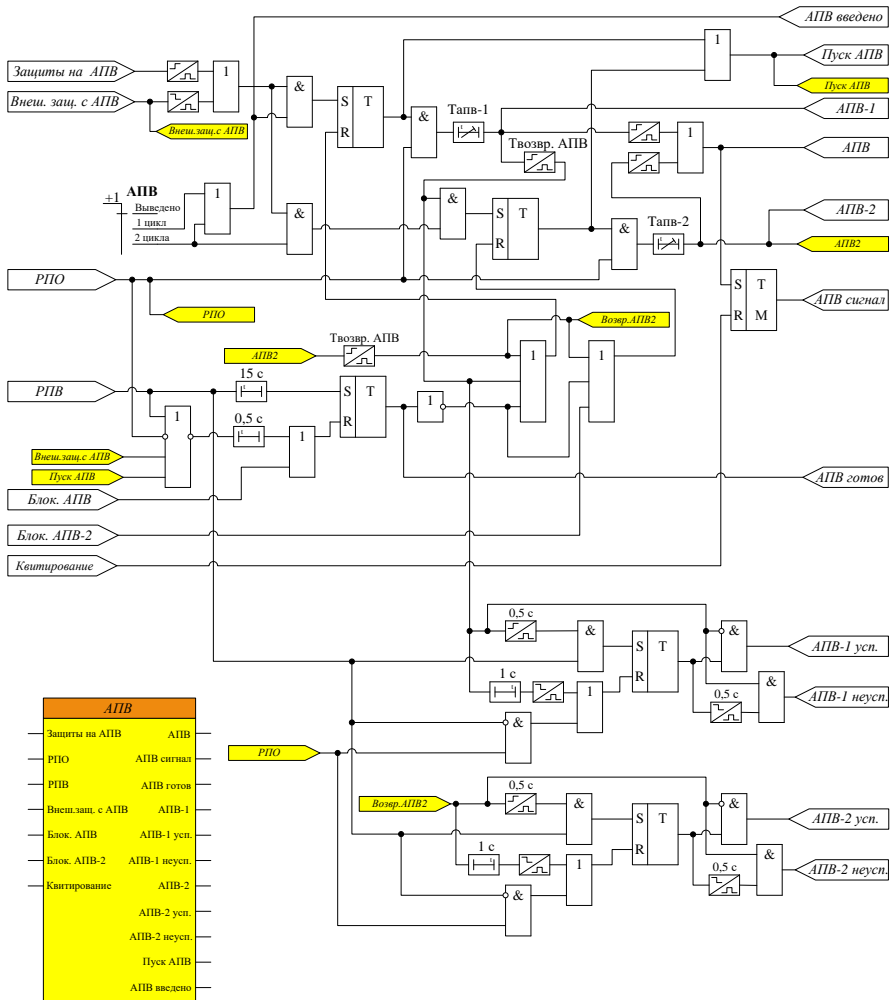 АПВ введено
Защиты на АПВ
1
1
Пуск АПВ
Внеш. защ. с АПВ
&
S T
R
Пуск АПВ
Внеш.защ.с АПВ
&
Тапв-1
АПВ-1
Твозвр. АПВ
1
АПВ
+1 АПВ
Выведено
1 цикл
2 цикла
1
&
&
S T
R
&
Тапв-2
АПВ-2
АПВ2
РПО
РПО
S T
R М
АПВ сигнал
Возвр.АПВ2
АПВ2
Твозвр. АПВ
1
1
РПВ
15 с
S T
R
1
1
0,5 с
1
Внеш.защ.с АПВ
Пуск АПВ
Блок. АПВ
АПВ готов
Блок. АПВ-2
Квитирование
0,5 с
&
S T
R
&
АПВ-1 усп.
1 с
1
&
0,5 с
АПВ-1 неусп.
&
РПО
Возвр.АПВ2
0,5 с
&
S T
R
&
АПВ-2 усп.
1 с
1
&
0,5 с
АПВ-2 неусп.
&
АПВ
Защиты на АПВ АПВ
РПО АПВ сигнал
РПВ АПВ готов
Внеш.защ. с АПВ АПВ-1
Блок. АПВ АПВ-1 усп.
Блок. АПВ-2 АПВ-1 неусп.
Квитирование АПВ-2
АПВ-2 усп.
АПВ-2 неусп.
Пуск АПВ
АПВ введено